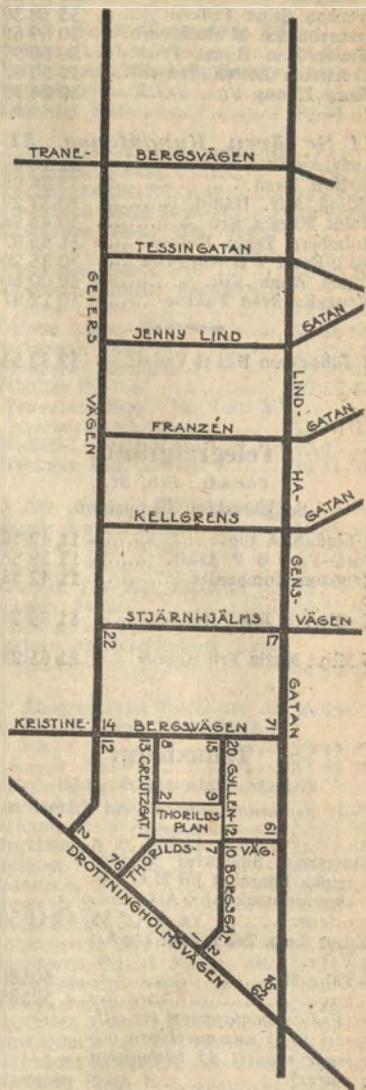 TRANE- BERGSVÄGEN
TESSINGATAN
GEIERS VÄGEN
JENNY LIND GATAN
LIND-
FRANZÉN GATAN
HA-
KELLGRENS GATAN
GENS-
STJÄRNHJÄLMS VÄGEN
22 17
GATAN
KRISTINE- 14 BERGSVÄGEN 71
12 13 8 15 20
CREUTZGAT. 1
GYLLEN-
2 9
THORILDS
PLAN
12 61
2 76 THORILDS- 7 10 VÄG.
BORGSGAT.
DROTTNINGHOLMSVÄGEN
1 2
45
62